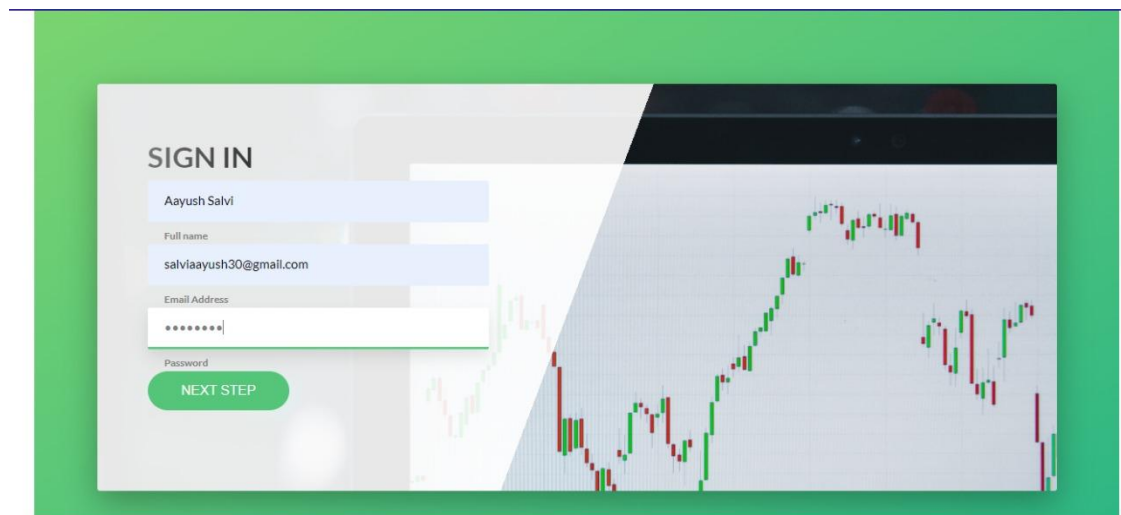 SIGN IN
Aayush Salvi
Full name
salviaayush30@gmail.com
Email Address
••••••••
Password
NEXT STEP